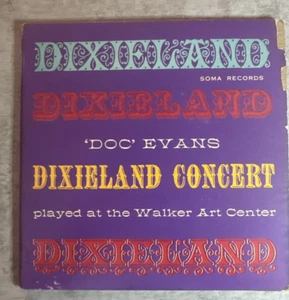 DIXIELAND
SOMA RECORDS
DIXIELAND
'DOC' EVANS
DIXIELAND CONCERT
played at the Walker Art Center
DIXIELAND